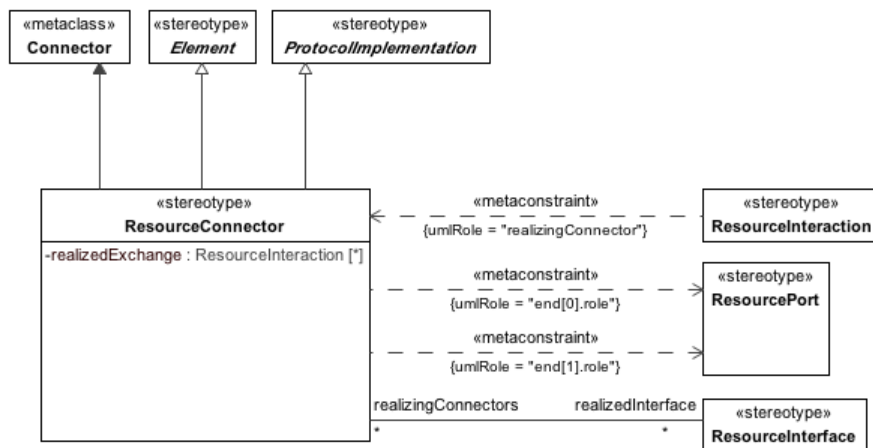 «metaclass»
Connector
«stereotype»
Element
«stereotype»
ProtocolImplementation
«stereotype»
ResourceConnector
-realizedExchange : ResourceInteraction [*]
«metaconstraint»
{umlRole = "realizingConnector"}
«stereotype»
ResourceInteraction
«metaconstraint»
{umlRole = "end[0].role"}
«stereotype»
ResourcePort
«metaconstraint»
{umlRole = "end[1].role"}
realizingConnectors
realizedInterface
*
*
«stereotype»
ResourceInterface